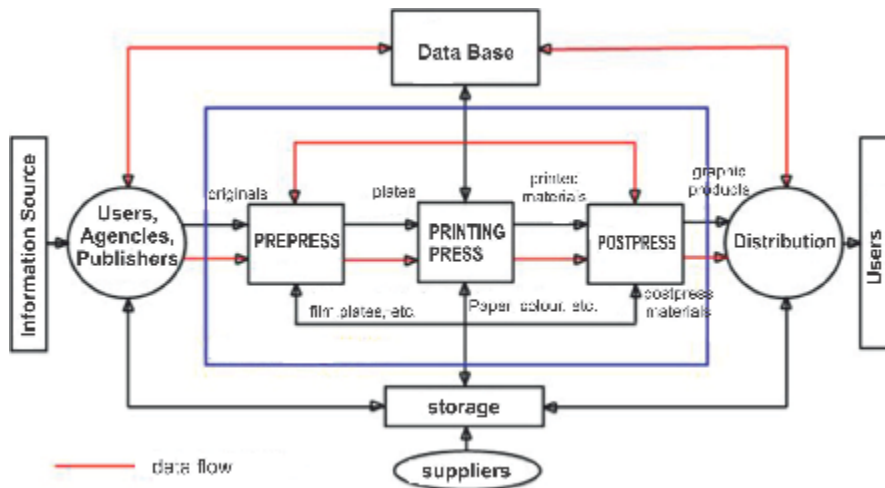 Data Base
Information Source
Users,
Agencies,
Publishers
originals
PREPRESS
plates
PRINTING
PRESS
printed
materials
POSTPRESS
graphic
products
Distribution
Users
film plates, etc.
Paper colour, etc.
postpress
materials
storage
suppliers
data flow